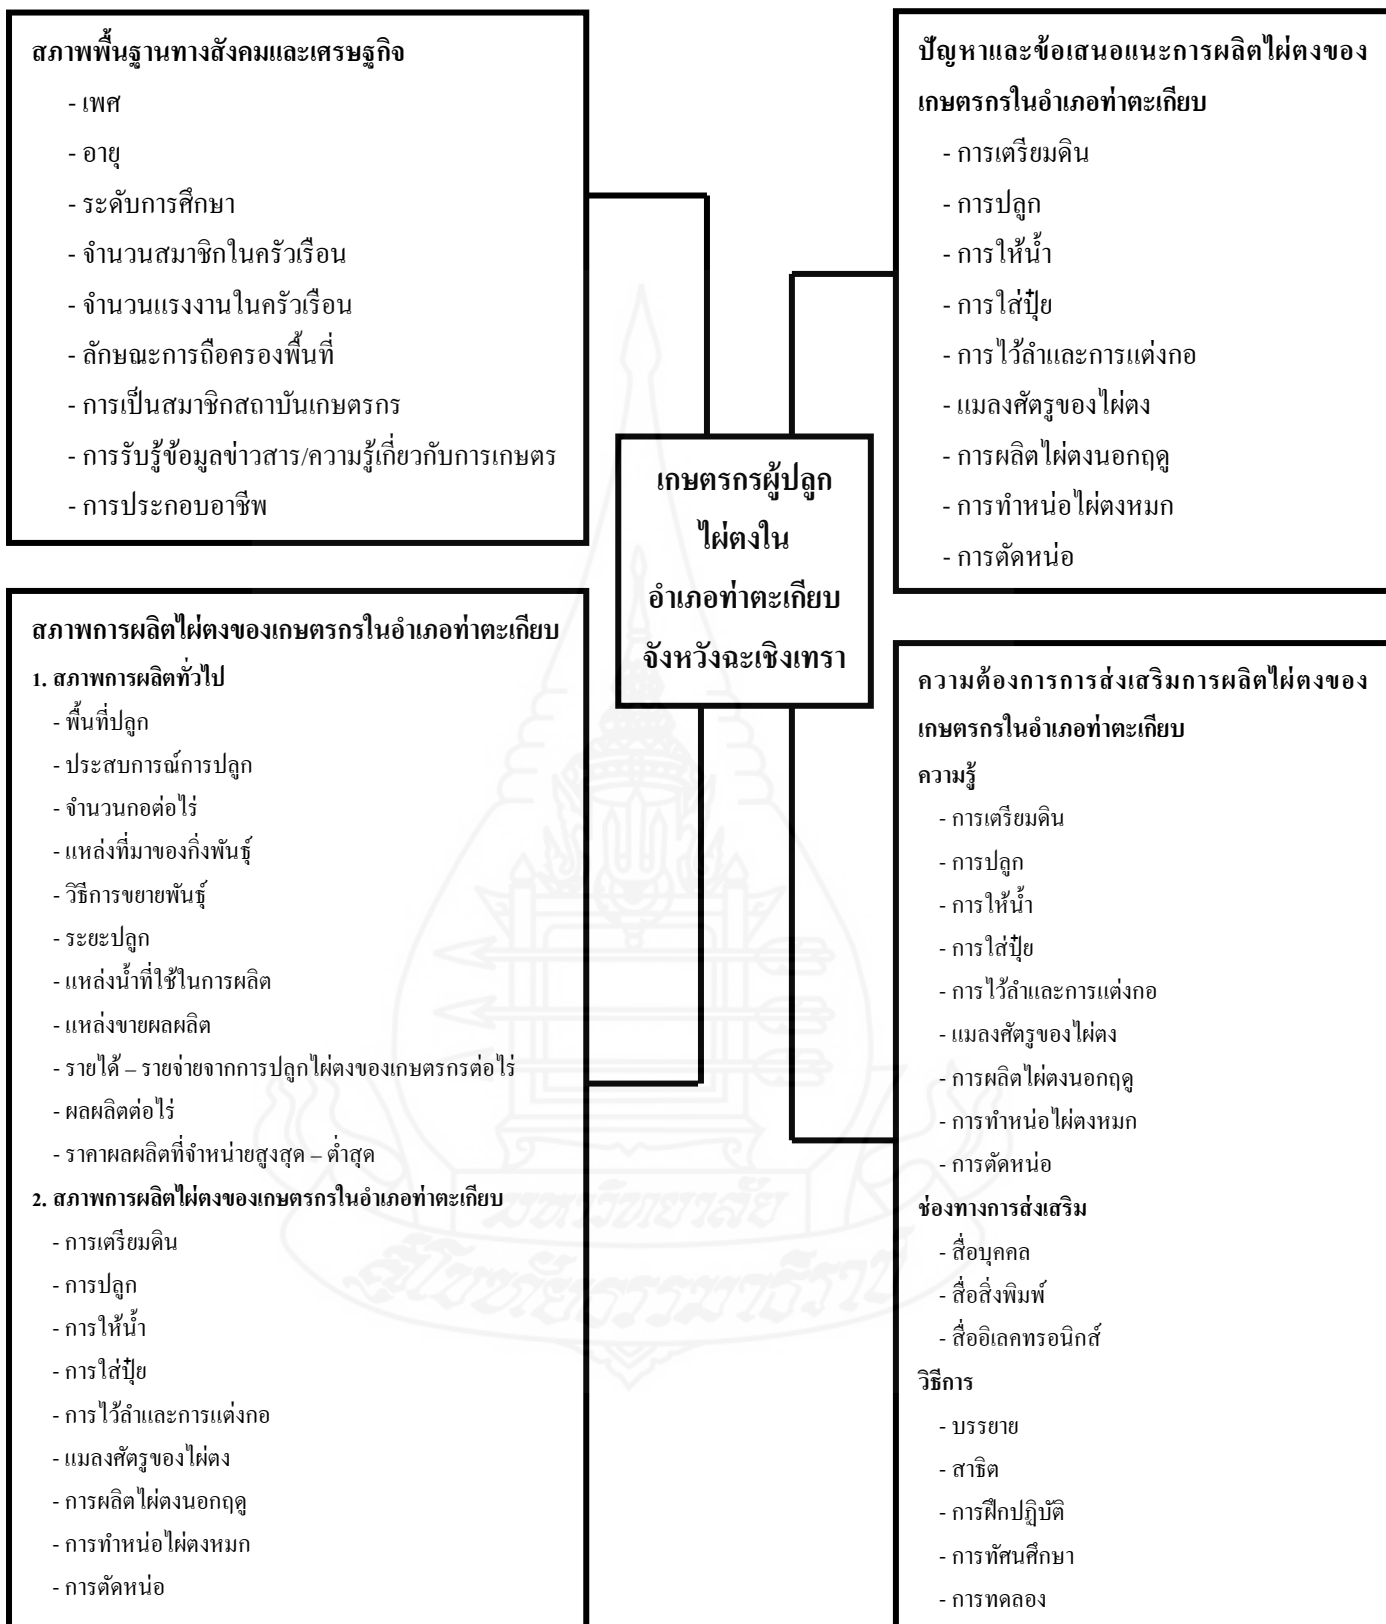 สภาพพื้นฐานทางสังคมและเศรษฐกิจ
- เพศ
- อายุ
- ระดับการศึกษา
- จำนวนสมาชิกในครัวเรือน
- จำนวนแรงงานในครัวเรือน
- ลักษณะการถือครองพื้นที่
- การเป็นสมาชิกสถาบันเกษตรกร
- การรับรู้ข้อมูลข่าวสาร/ความรู้เกี่ยวกับการเกษตร
- การประกอบอาชีพ
สภาพการผลิตไผ่ตงของเกษตรกรในอำเภอท่าตะเกียบ
1. สภาพการผลิตทั่วไป
- พื้นที่ปลูก
- ประสบการณ์การปลูก
- จำนวนกอต่อไร่
- แหล่งที่มาของกิ่งพันธุ์
- วิธีการขยายพันธุ์
- ระยะปลูก
- แหล่งน้ำที่ใช้ในการผลิต
- แหล่งขายผลผลิต
- รายได้ – รายจ่ายจากการปลูกไผ่ตงของเกษตรกรต่อไร่
- ผลผลิตต่อไร่
- ราคาผลผลิตที่จำหน่ายสูงสุด – ต่ำสุด
2. สภาพการผลิตไผ่ตงของเกษตรกรในอำเภอท่าตะเกียบ
- การเตรียมดิน
- การปลูก
- การให้น้ำ
- การใส่ปุ๋ย
- การไว้ลำและการแต่งกอ
- แมลงศัตรูของไผ่ตง
- การผลิตไผ่ตงนอกฤดู
- การทำหน่อไผ่ตงหมก
- การตัดหน่อ
เกษตรกรผู้ปลูก
ไผ่ตงใน
อำเภอท่าตะเกียบ
จังหวังฉะเชิงเทรา
ปัญหาและข้อเสนอแนะการผลิตไผ่ตงของ
เกษตรกรในอำเภอท่าตะเกียบ
- การเตรียมดิน
- การปลูก
- การให้น้ำ
- การใส่ปุ๋ย
- การไว้ลำและการแต่งกอ
- แมลงศัตรูของไผ่ตง
- การผลิตไผ่ตงนอกฤดู
- การทำหน่อไผ่ตงหมก
- การตัดหน่อ
ความต้องการการส่งเสริมการผลิตไผ่ตงของ
เกษตรกรในอำเภอท่าตะเกียบ
ความรู้
- การเตรียมดิน
- การปลูก
- การให้น้ำ
- การใส่ปุ๋ย
- การไว้ลำและการแต่งกอ
- แมลงศัตรูของไผ่ตง
- การผลิตไผ่ตงนอกฤดู
- การทำหน่อไผ่ตงหมก
- การตัดหน่อ
ช่องทางการส่งเสริม
- สื่อบุคคล
- สื่อสิ่งพิมพ์
- สื่ออิเลคทรอนิกส์
วิธีการ
- บรรยาย
- สาธิต
- การฝึกปฏิบัติ
- การทัศนศึกษา
- การทดลอง
มหาวิทยาลัย
สุโขทัยธรรมาธิราช